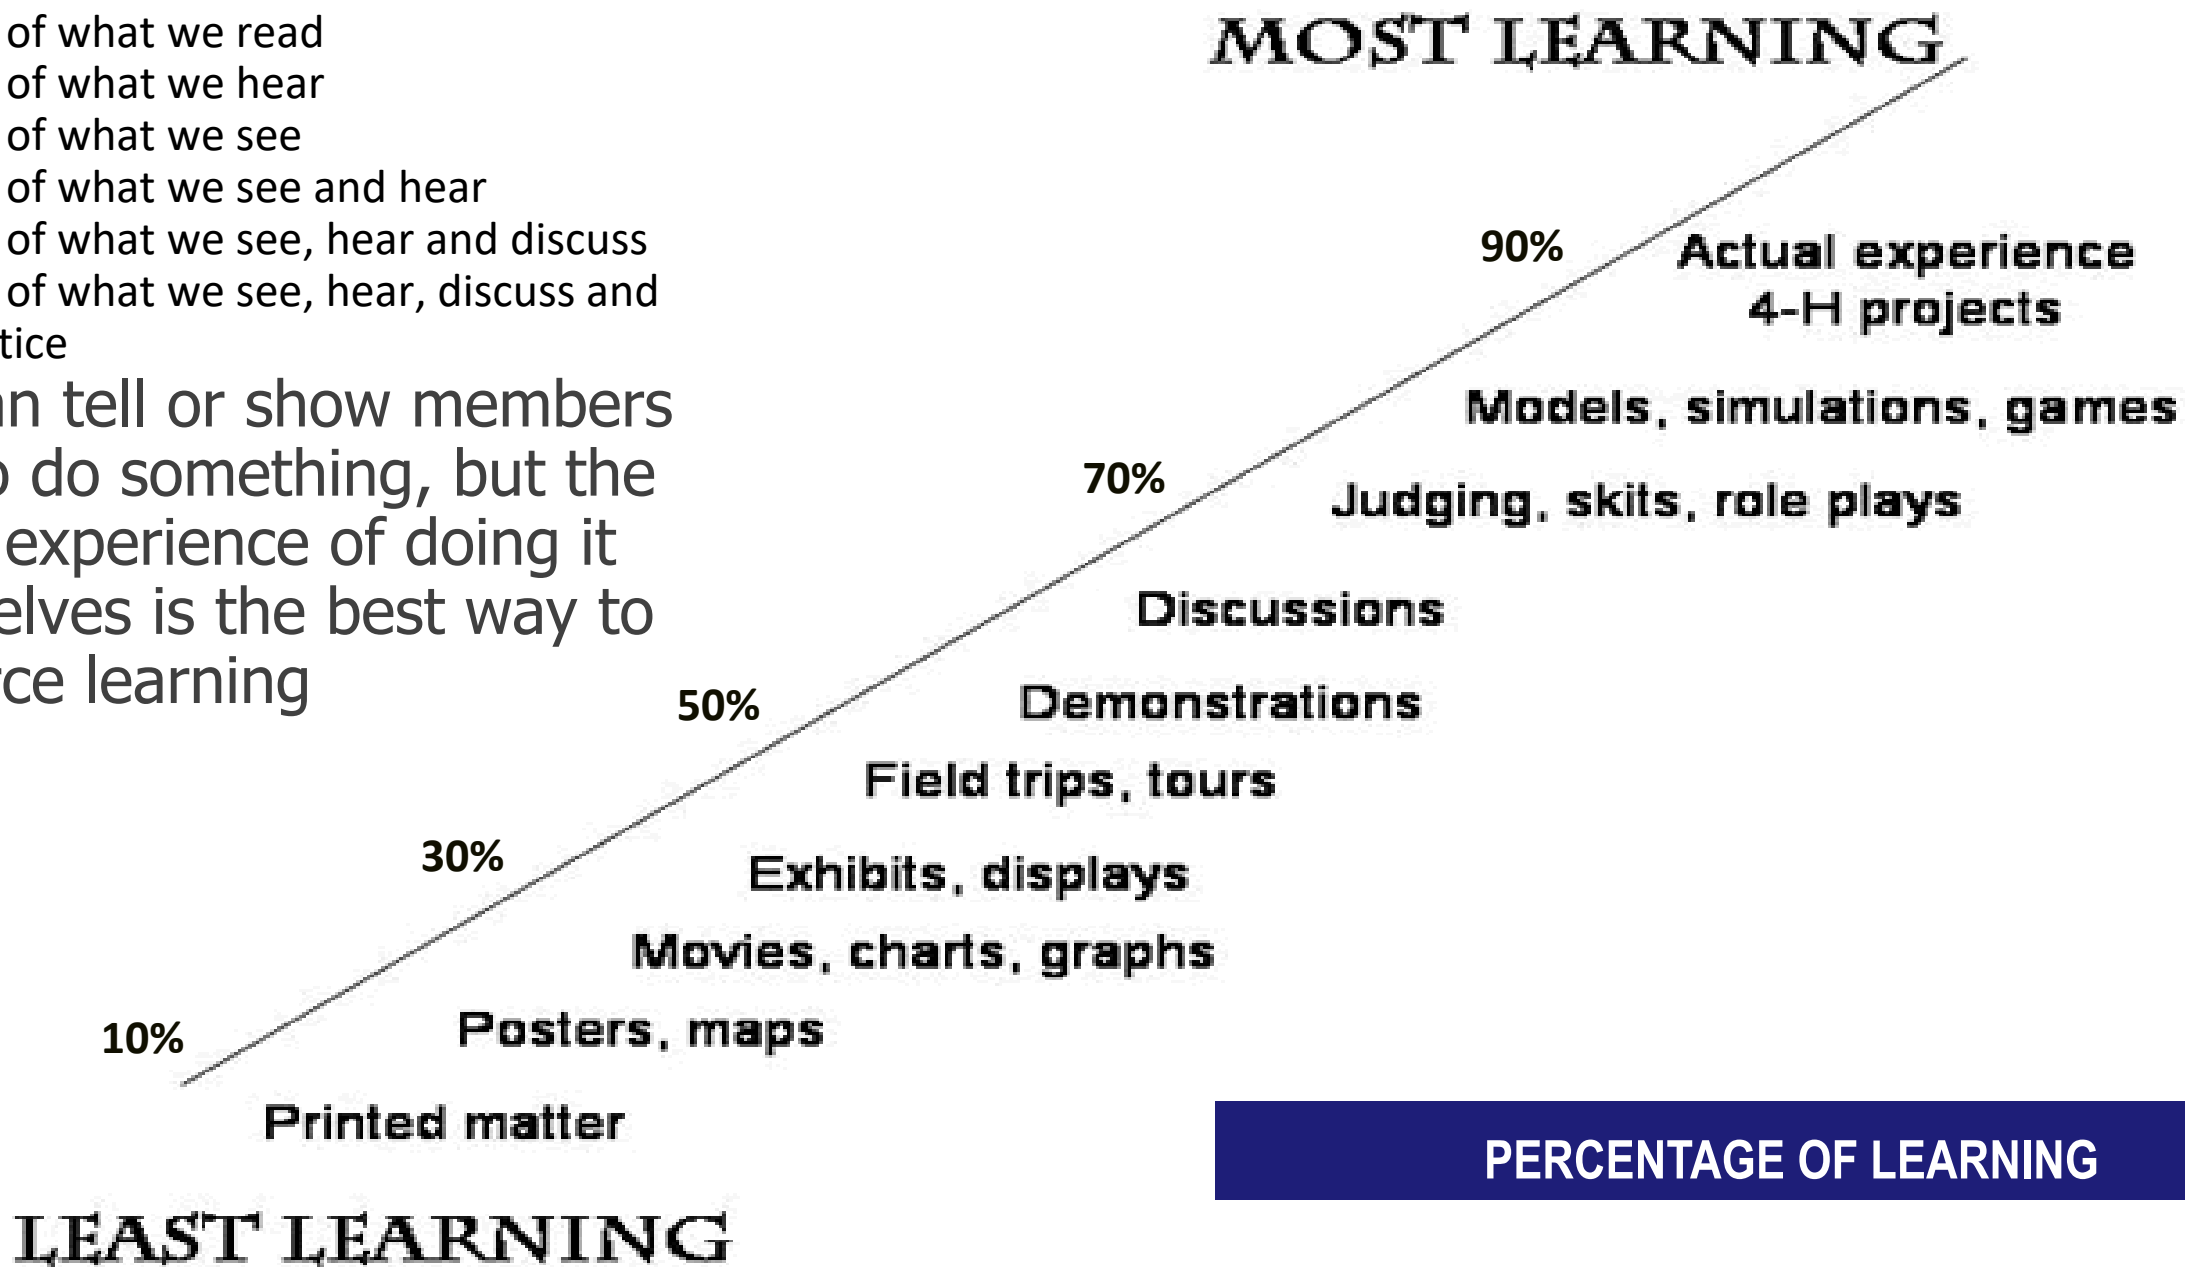 of what we read
of what we hear
of what we see
of what we see and hear
of what we see, hear and discuss
of what we see, hear, discuss and
tice
an tell or show members
o do something, but the
experience of doing it
elves is the best way to
rce learning
MOST LEARNING
90%
Actual experience
4-H projects
Models, simulations, games
70%
Judging, skits, role plays
Discussions
50%
Demonstrations
Field trips, tours
30%
Exhibits, displays
Movies, charts, graphs
10%
Posters, maps
Printed matter
PERCENTAGE OF LEARNING
LEAST LEARNING